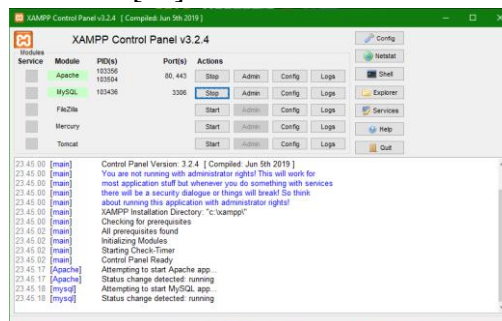 XAMPP Control Panel v3.2.4 [ Compiled: Jun 5th 2019 ]
XAMPP Control Panel v3.2.4
Config
Modules
Service Module PID(s) Port(s) Actions
Netstat
Apache 103356 103504 80, 443 Stop Admin Config Logs
Shell
MySQL 103436 3306 Stop Admin Config Logs
Explorer
FileZilla Start Admin Config Logs
Services
Mercury Start Admin Config Logs
Help
Tomcat Start Admin Config Logs
Quit
23.45.00 [main] Control Panel Version: 3.2.4 [ Compiled: Jun 5th 2019 ]
23.45.00 [main] You are not running with administrator rights! This will work for
23.45.00 [main] most application stuff but whenever you do something with services
23.45.00 [main] there will be a security dialogue or things will break! So think
23.45.00 [main] about running this application with administrator rights!
23.45.00 [main] XAMPP Installation Directory: "c:\xampp\"
23.45.00 [main] Checking for prerequisites
23.45.02 [main] All prerequisites found
23.45.02 [main] Initializing Modules
23.45.02 [main] Starting Check-Timer
23.45.02 [main] Control Panel Ready
23.45.17 [Apache] Attempting to start Apache app...
23.45.17 [Apache] Status change detected: running
23.45.18 [mysql] Attempting to start MySQL app...
23.45.18 [mysql] Status change detected: running